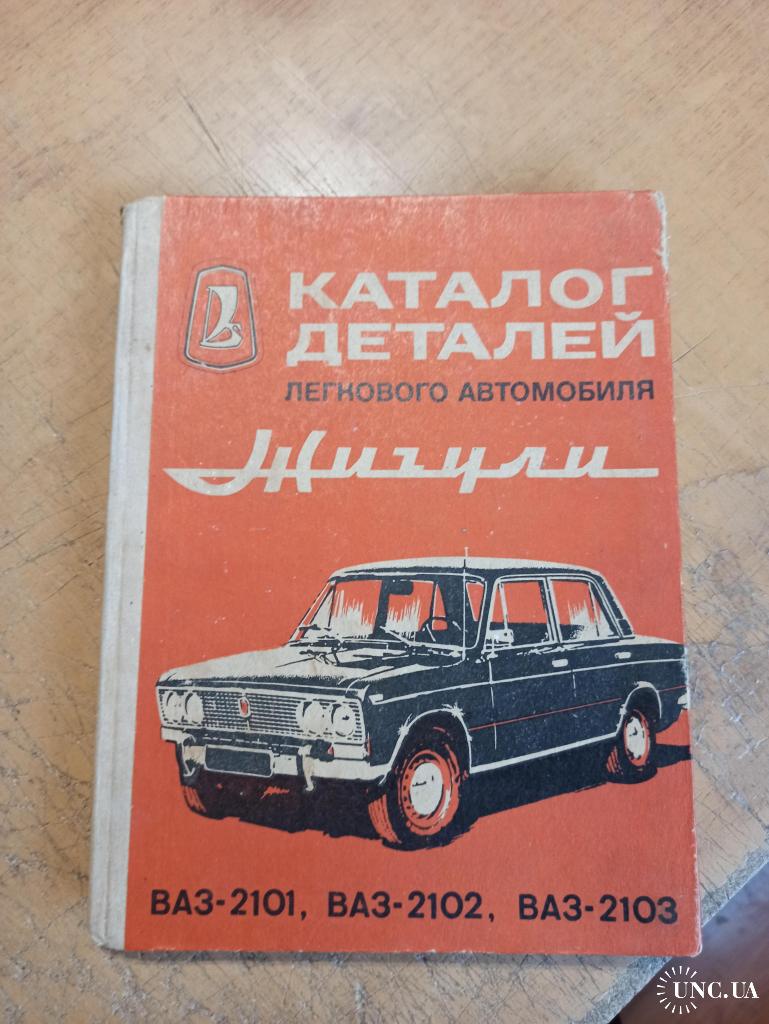 КАТАЛОГ
ДЕТАЛЕЙ
ЛЕГКОВОГО АВТОМОБИЛЯ
Жигули
ВАЗ-2101, ВАЗ-2102, ВАЗ-2103
UNC.UA